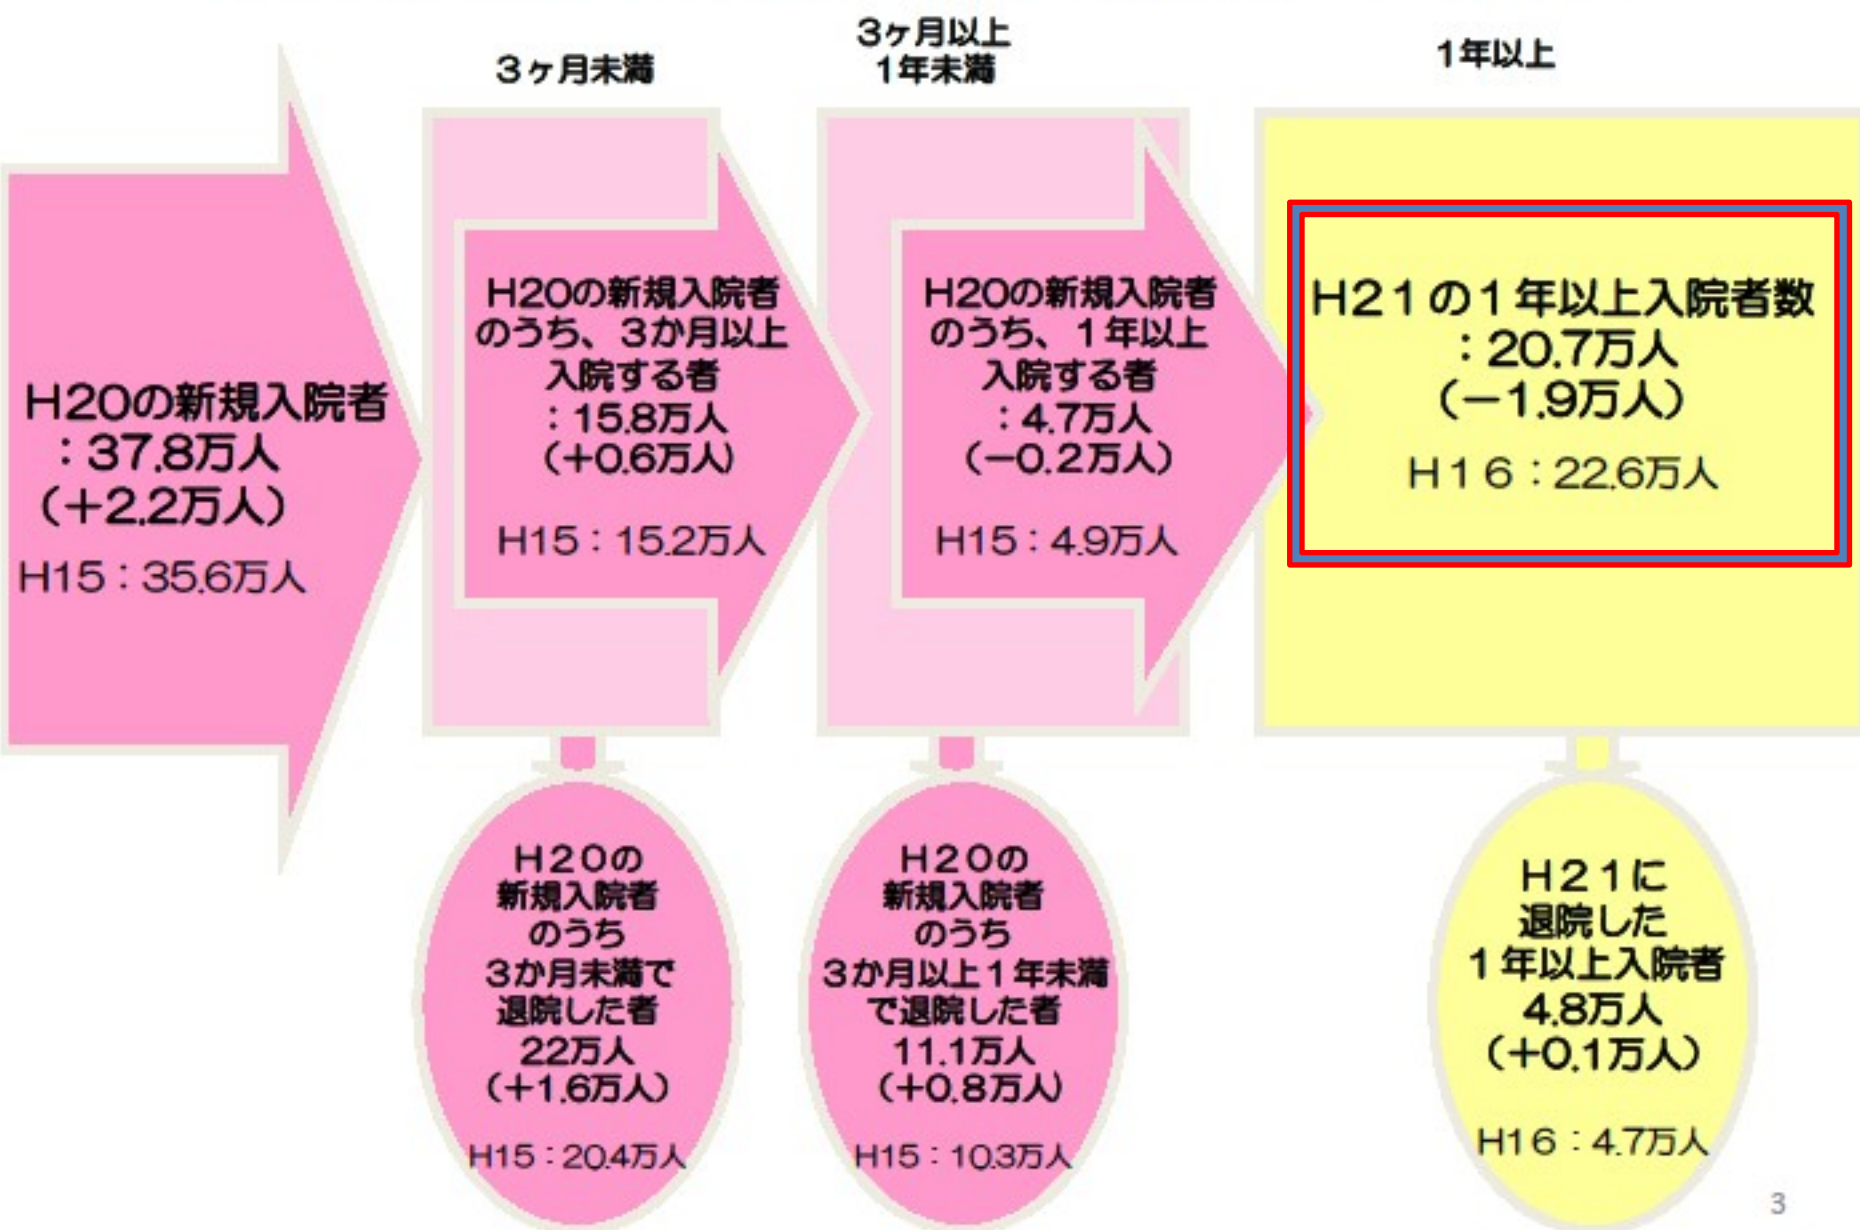 3ヶ月未満
3ヶ月以上
1年未満
1年以上
H20の新規入院者
：37.8万人
（＋2.2万人）
H15：35.6万人
H20の新規入院者
のうち、3か月以上
入院する者
：15.8万人
（＋0.6万人）
H15：15.2万人
H20の新規入院者
のうち、1年以上
入院する者
：4.7万人
（－0.2万人）
H15：4.9万人
H21の1年以上入院者数
：20.7万人
（－1.9万人）
H16：22.6万人
H20の
新規入院者
のうち
3か月未満で
退院した者
22万人
（＋1.6万人）
H15：20.4万人
H20の
新規入院者
のうち
3か月以上1年未満
で退院した者
11.1万人
（＋0.8万人）
H15：10.3万人
H21に
退院した
1年以上入院者
4.8万人
（＋0.1万人）
H16：4.7万人
3